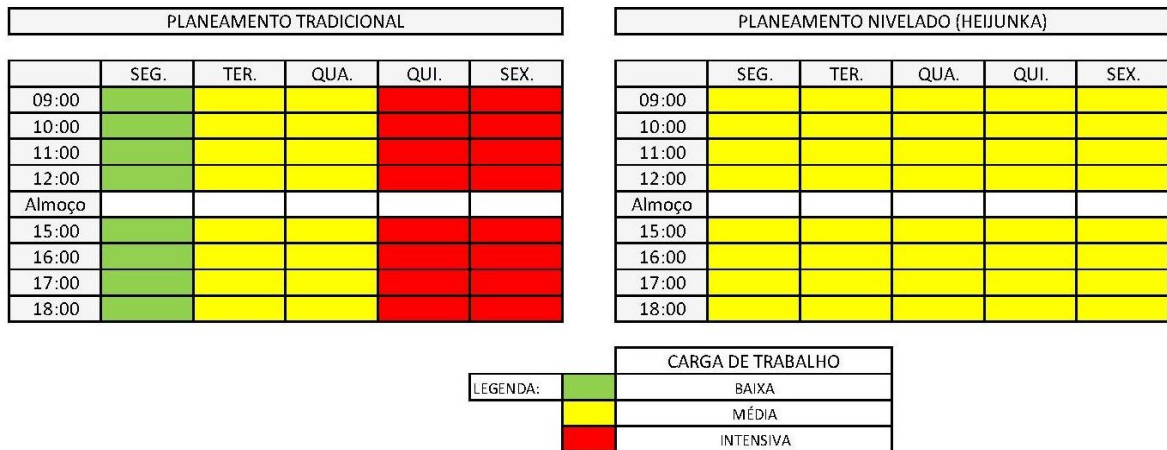 PLANEAMENTO TRADICIONAL
SEG. TER. QUA. QUI. SEX.
09:00
10:00
11:00
12:00
Almoço
15:00
16:00
17:00
18:00
PLANEAMENTO NIVELADO (HEIJUNKA)
SEG. TER. QUA. QUI. SEX.
09:00
10:00
11:00
12:00
Almoço
15:00
16:00
17:00
18:00
CARGA DE TRABALHO
LEGENDA: BAIXA
MÉDIA
INTENSIVA